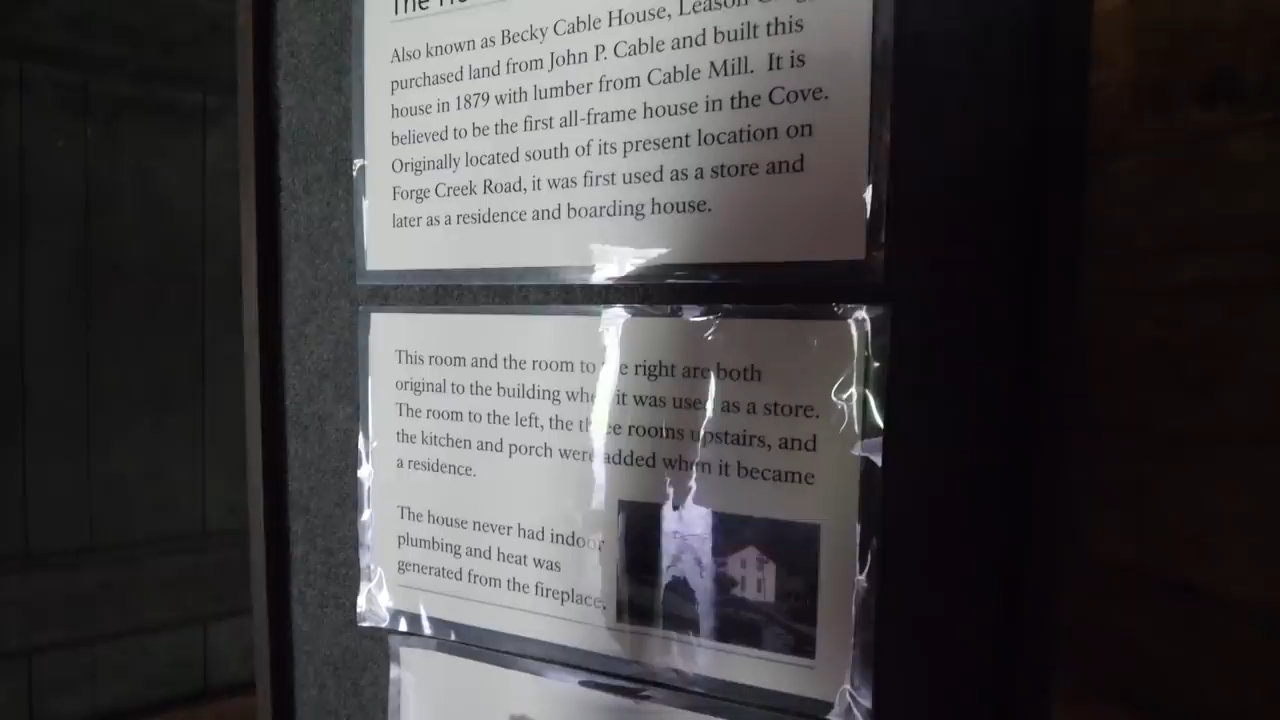 The
Also known as Becky Cable House, Leason
purchased land from John P. Cable and built this
house in 1879 with lumber from Cable Mill. It is
believed to be the first all-frame house in the Cove.
Originally located south of its present location on
Forge Creek Road, it was first used as a store and
later as a residence and boarding house.
This room and the room to right are both
original to the building it was used as a store.
The room to the left, the three rooms upstairs, and
the kitchen and porch were added when it became
a residence.
The house never had indoor
plumbing and heat was
generated from the fireplace.